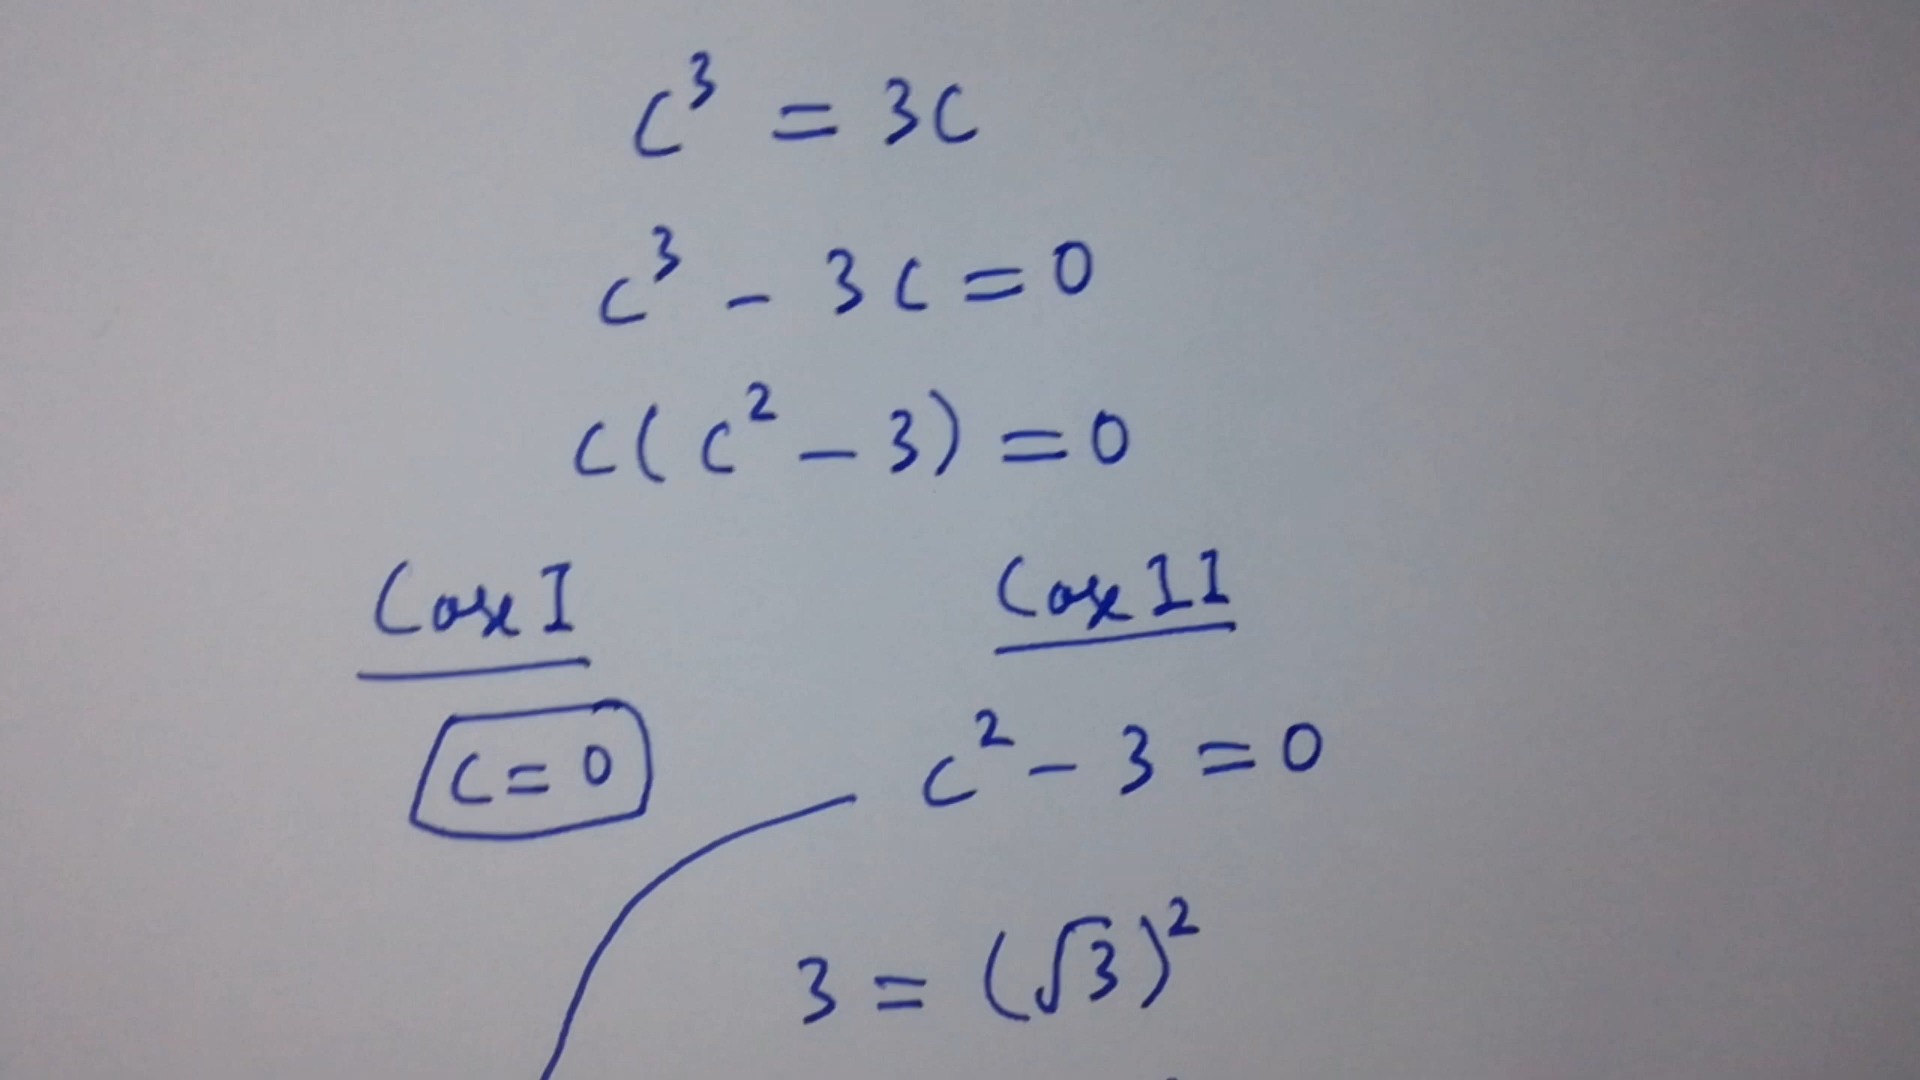 c³ = 3c
c³ - 3c = 0
c(c² - 3) = 0
Case I
Case II
c = 0
c² - 3 = 0
3 = (√3)²